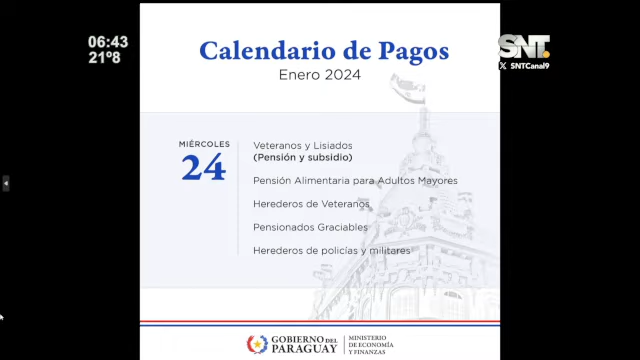 06:43
21°8
SNT
X SNTCanal9
Calendario de Pagos
Enero 2024
MIÉRCOLES
24
Veteranos y Lisiados
(Pensión y subsidio)
Pensión Alimentaria para Adultos Mayores
Herederos de Veteranos
Pensionados Graciables
Herederos de policías y militares
GOBIERNO DEL
PARAGUAY
MINISTERIO
DE ECONOMÍA
Y FINANZAS